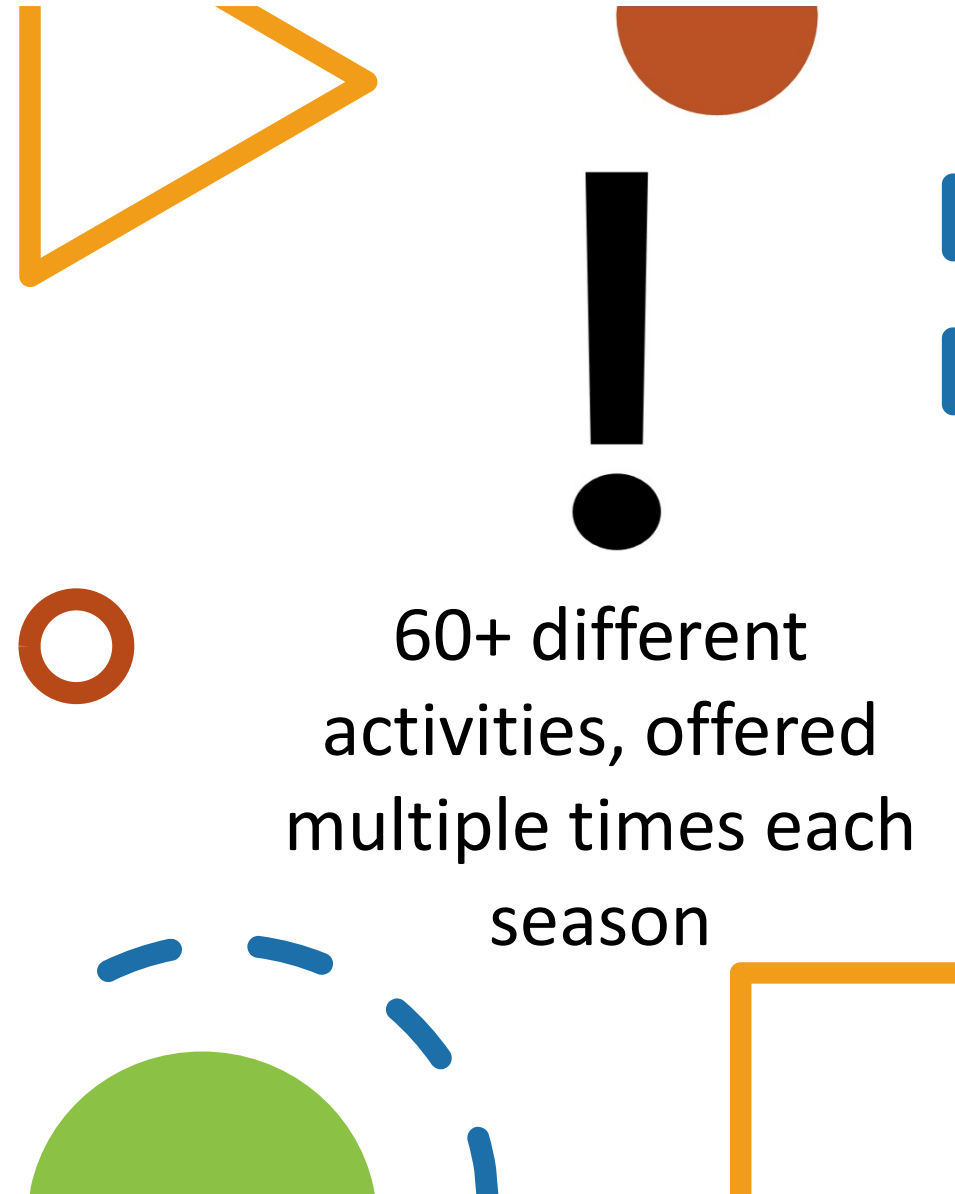 !
60+ different
activities, offered
multiple times each
season